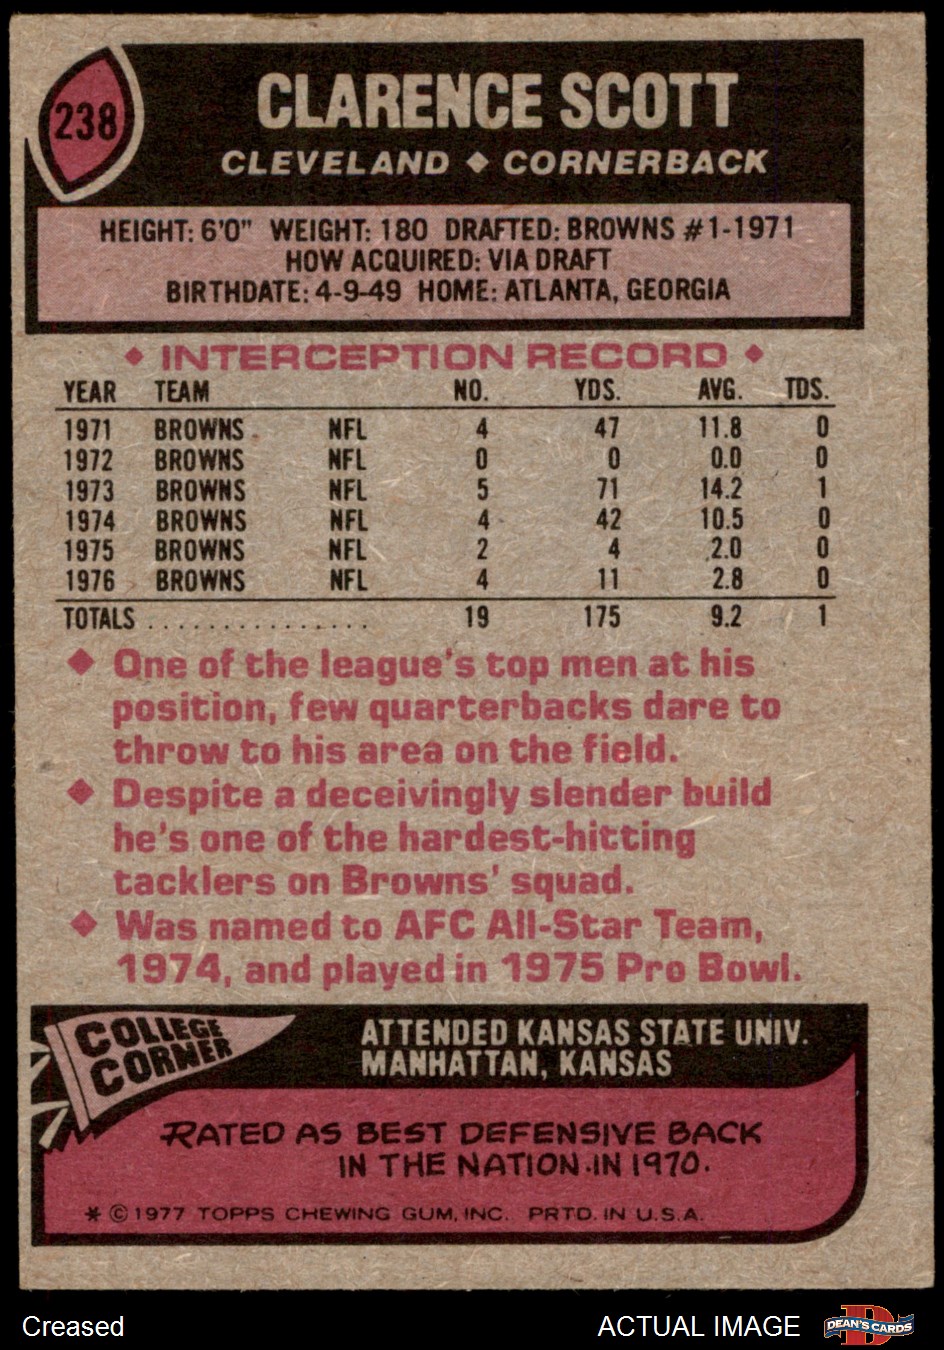 238
CLARENCE SCOTT
CLEVELAND ◆ CORNERBACK
HEIGHT: 6'0" WEIGHT: 180 DRAFTED: BROWNS #1-1971
HOW ACQUIRED: VIA DRAFT
BIRTHDATE: 4-9-49 HOME: ATLANTA, GEORGIA
◆ INTERCEPTION RECORD ◆
YEAR TEAM NO. YDS. AVG. TDS.
1971 BROWNS NFL 4 47 11.8 0
1972 BROWNS NFL 0 0 0.0 0
1973 BROWNS NFL 5 71 14.2 1
1974 BROWNS NFL 4 42 10.5 0
1975 BROWNS NFL 2 4 2.0 0
1976 BROWNS NFL 4 11 2.8 0
TOTALS . . . . . . . . . . . . . . . 19 175 9.2 1
◆ One of the league's top men at his
position, few quarterbacks dare to
throw to his area on the field.
◆ Despite a deceivingly slender build
he's one of the hardest-hitting
tacklers on Browns' squad.
◆ Was named to AFC All-Star Team,
1974, and played in 1975 Pro Bowl.
COLLEGE
CORNER
ATTENDED KANSAS STATE UNIV.
MANHATTAN, KANSAS
RATED AS BEST DEFENSIVE BACK
IN THE NATION IN 1970.
* © 1977 TOPPS CHEWING GUM, INC. PRTD. IN U.S.A.
Creased
ACTUAL IMAGE
D
DEAN'S CARDS